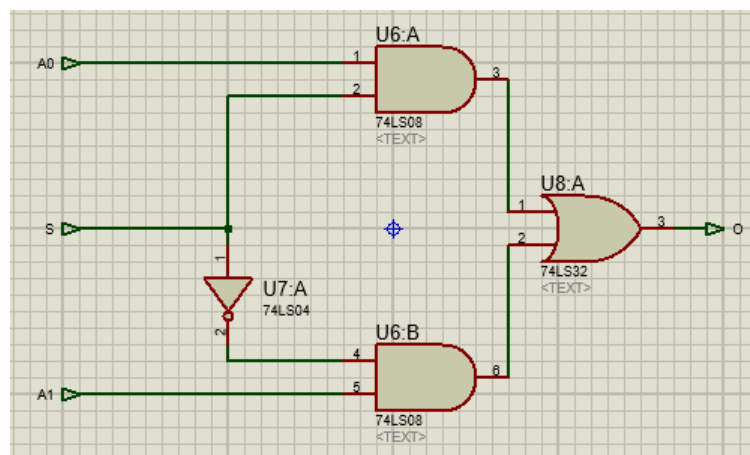 U6:A
A0
1
2
3
74LS08
<TEXT>
U8:A
S
1
2
3
O
1
U7:A
74LS04
74LS32
<TEXT>
2
U6:B
4
5
6
A1
74LS08
<TEXT>